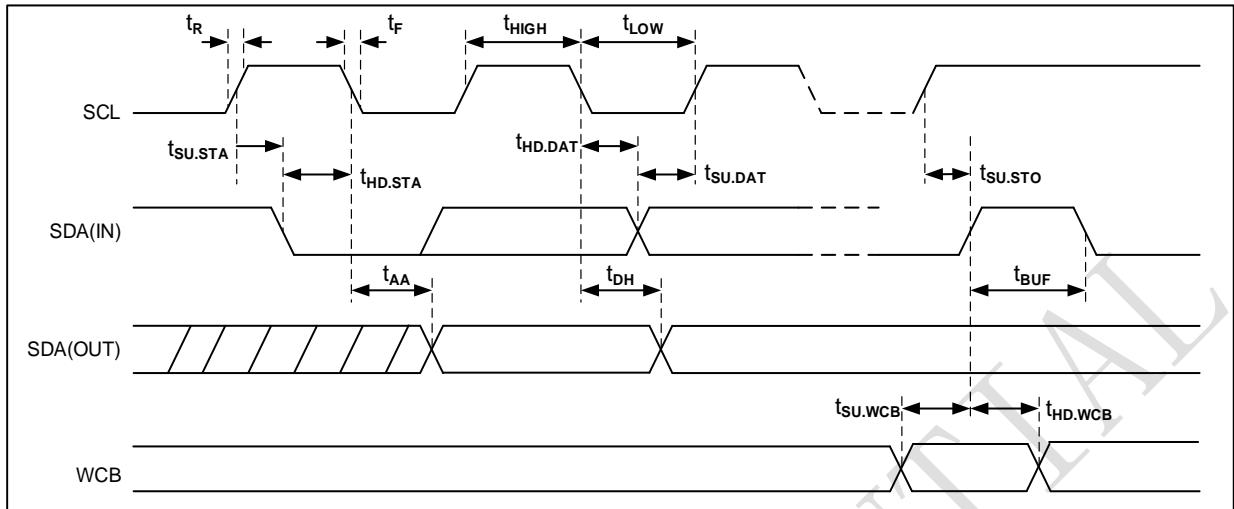 tR tF tHIGH tLOW
SCL
tSU.STA tHD.STA tHD.DAT tSU.DAT tSU.STO
SDA(IN)
tAA tDH tBUF
SDA(OUT)
tSU.WCB tHD.WCB
WCB
NTIAL